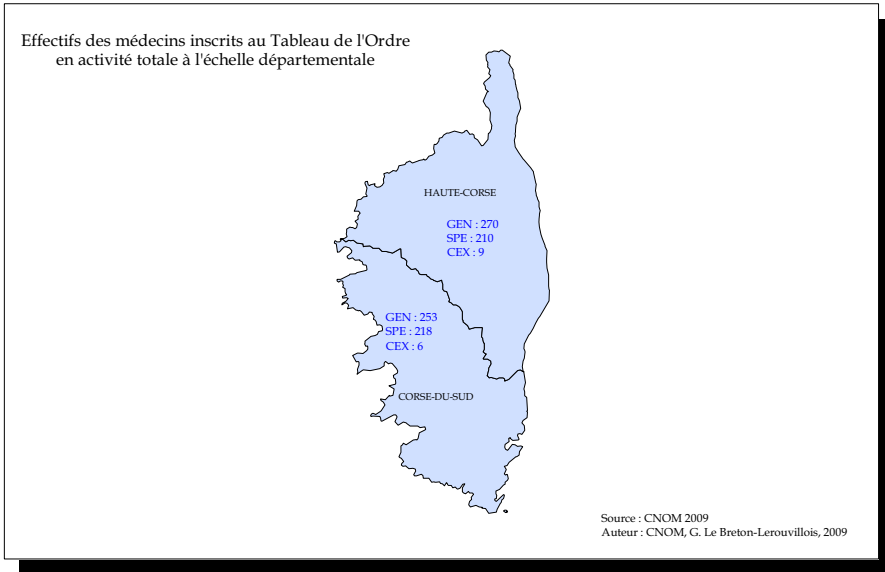 Effectifs des médecins inscrits au Tableau de l'Ordre
en activité totale à l'échelle départementale
HAUTE-CORSE
GEN : 270
SPE : 210
CEX : 9
GEN : 253
SPE : 218
CEX : 6
CORSE-DU-SUD
Source : CNOM 2009
Auteur : CNOM, G. Le Breton-Lerouvillois, 2009